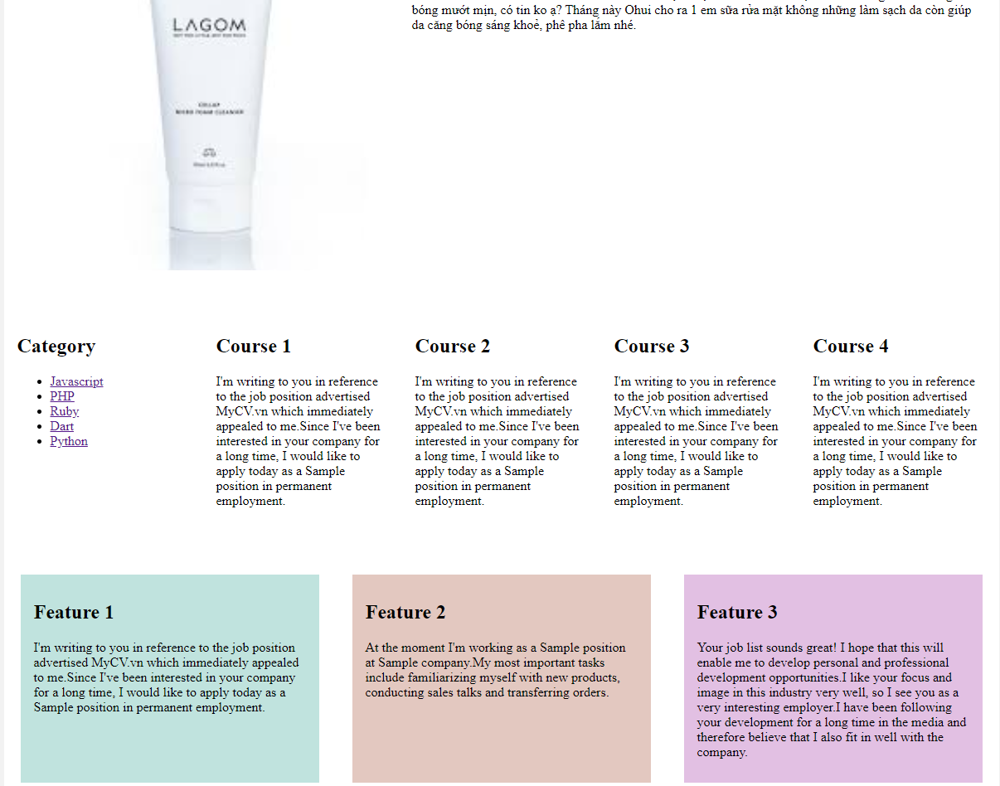 bóng mướt mịn, có tin ko ạ? Tháng này Ohui cho ra 1 em sữa rửa mặt không những làm sạch da còn giúp
da căng bóng sáng khoẻ, phê pha lắm nhé.
LAGOM
CELLUP
MICRO FOAM CLEANSER
Category
Javascript
PHP
Ruby
Dart
Python
Course 1
I'm writing to you in reference
to the job position advertised
MyCV.vn which immediately
appealed to me.Since I've been
interested in your company for
a long time, I would like to
apply today as a Sample
position in permanent
employment.
Course 2
I'm writing to you in reference
to the job position advertised
MyCV.vn which immediately
appealed to me.Since I've been
interested in your company for
a long time, I would like to
apply today as a Sample
position in permanent
employment.
Course 3
I'm writing to you in reference
to the job position advertised
MyCV.vn which immediately
appealed to me.Since I've been
interested in your company for
a long time, I would like to
apply today as a Sample
position in permanent
employment.
Course 4
I'm writing to you in reference
to the job position advertised
MyCV.vn which immediately
appealed to me.Since I've been
interested in your company for
a long time, I would like to
apply today as a Sample
position in permanent
employment.
Feature 1
I'm writing to you in reference to the job position
advertised MyCV.vn which immediately appealed
to me.Since I've been interested in your company
for a long time, I would like to apply today as a
Sample position in permanent employment.
Feature 2
At the moment I'm working as a Sample position
at Sample company.My most important tasks
include familiarizing myself with new products,
conducting sales talks and transferring orders.
Feature 3
Your job list sounds great! I hope that this will
enable me to develop personal and professional
development opportunities.I like your focus and
image in this industry very well, so I see you as a
very interesting employer.I have been following
your development for a long time in the media and
therefore believe that I also fit in well with the
company.